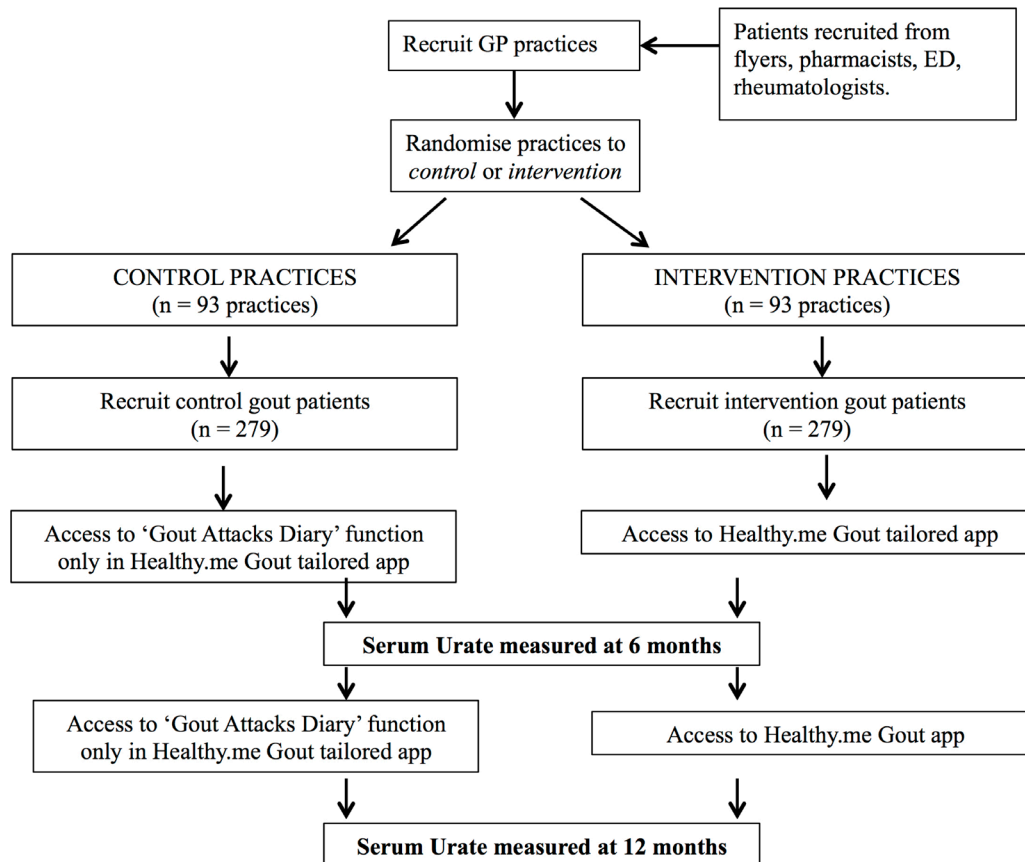 Recruit GP practices
Patients recruited from
flyers, pharmacists, ED,
rheumatologists.
Randomise practices to
control or intervention
CONTROL PRACTICES
(n = 93 practices)
INTERVENTION PRACTICES
(n = 93 practices)
Recruit control gout patients
(n = 279)
Recruit intervention gout patients
(n = 279)
Access to ‘Gout Attacks Diary’ function
only in Healthy.me Gout tailored app
Access to Healthy.me Gout tailored app
Serum Urate measured at 6 months
Access to ‘Gout Attacks Diary’ function
only in Healthy.me Gout tailored app
Access to Healthy.me Gout app
Serum Urate measured at 12 months